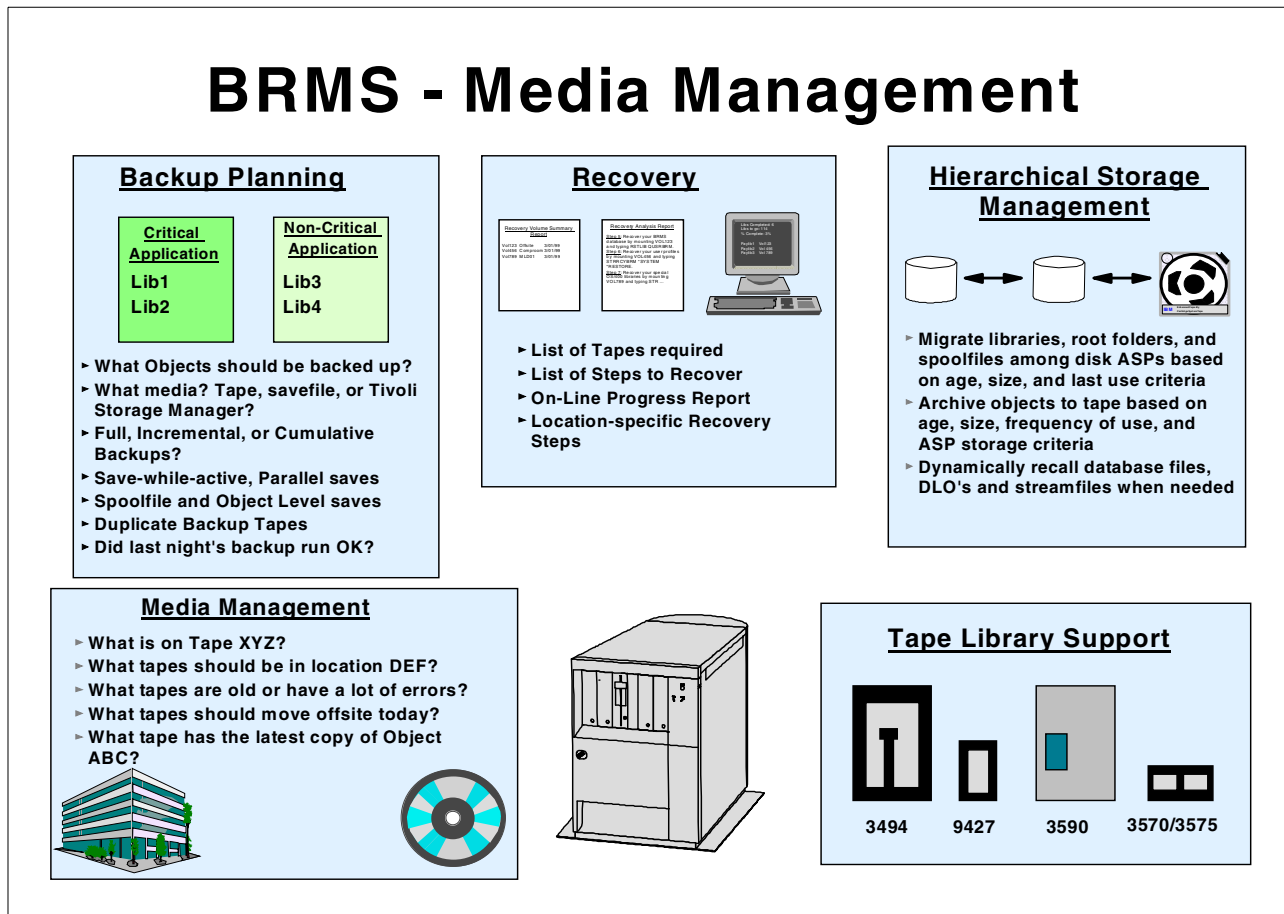 BRMS - Media Management
Backup Planning
Critical
Application
Lib1
Lib2
Non-Critical
Application
Lib3
Lib4
► What Objects should be backed up?
► What media? Tape, savefile, or Tivoli
Storage Manager?
► Full, Incremental, or Cumulative
Backups?
► Save-while-active, Parallel saves
► Spoolfile and Object Level saves
► Duplicate Backup Tapes
► Did last night's backup run OK?
Recovery
Recovery Volume Summary
Report
Recovery Analysis Report
► List of Tapes required
► List of Steps to Recover
► On-Line Progress Report
► Location-specific Recovery
Steps
Hierarchical Storage
Management
► Migrate libraries, root folders, and
spoolfiles among disk ASPs based
on age, size, and last use criteria
► Archive objects to tape based on
age, size, frequency of use, and
ASP storage criteria
► Dynamically recall database files,
DLO's and streamfiles when needed
Media Management
► What is on Tape XYZ?
► What tapes should be in location DEF?
► What tapes are old or have a lot of errors?
► What tapes should move offsite today?
► What tape has the latest copy of Object
ABC?
Tape Library Support
3494
9427
3590
3570/3575